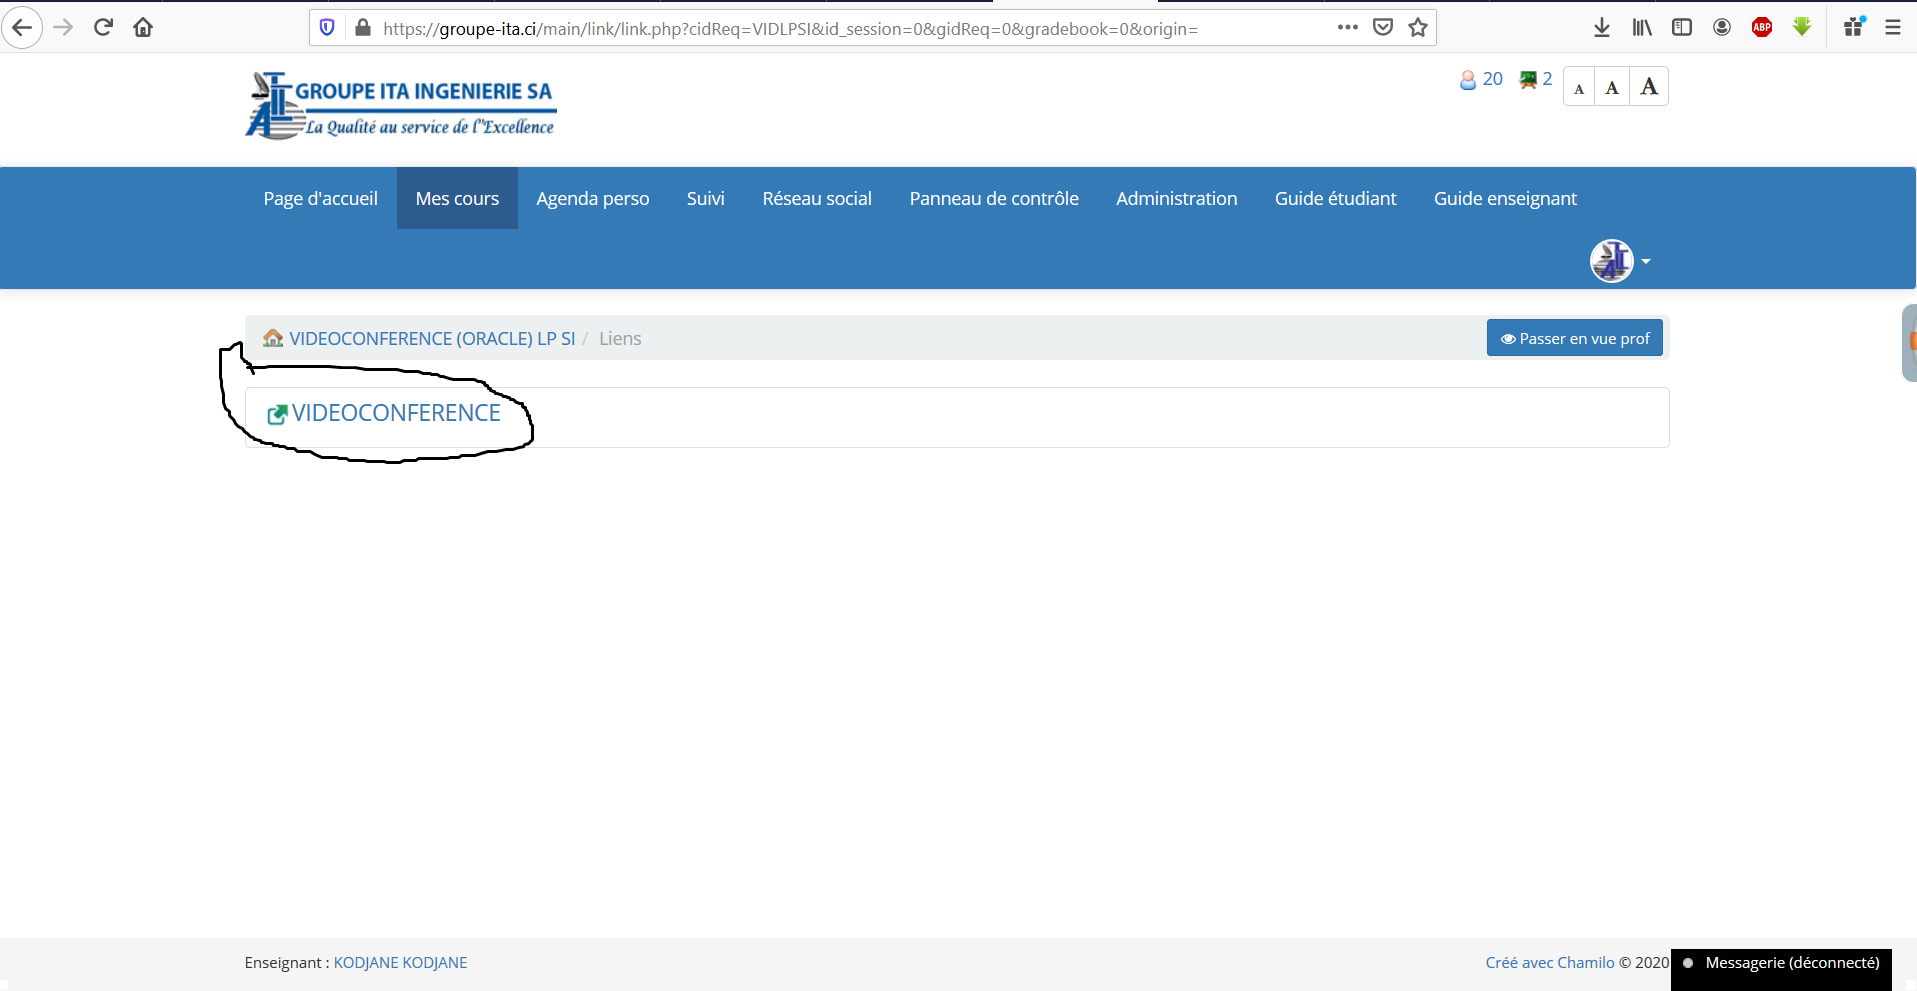 https://groupe-ita.ci/main/link/link.php?cidReq=VIDLPSI&id_session=0&gidReq=0&gradebook=0&origin=
ABP
GROUPE ITA INGENIERIE SA
La Qualité au service de l'"Excellence
20 2 A A A
Page d'accueil Mes cours Agenda perso Suivi Réseau social Panneau de contrôle Administration Guide étudiant Guide enseignant
VIDEOCONFERENCE (ORACLE) LP SI / Liens Passer en vue prof
VIDEOCONFERENCE
Enseignant : KODJANE KODJANE Créé avec Chamilo © 2020 Messagerie (déconnecté)